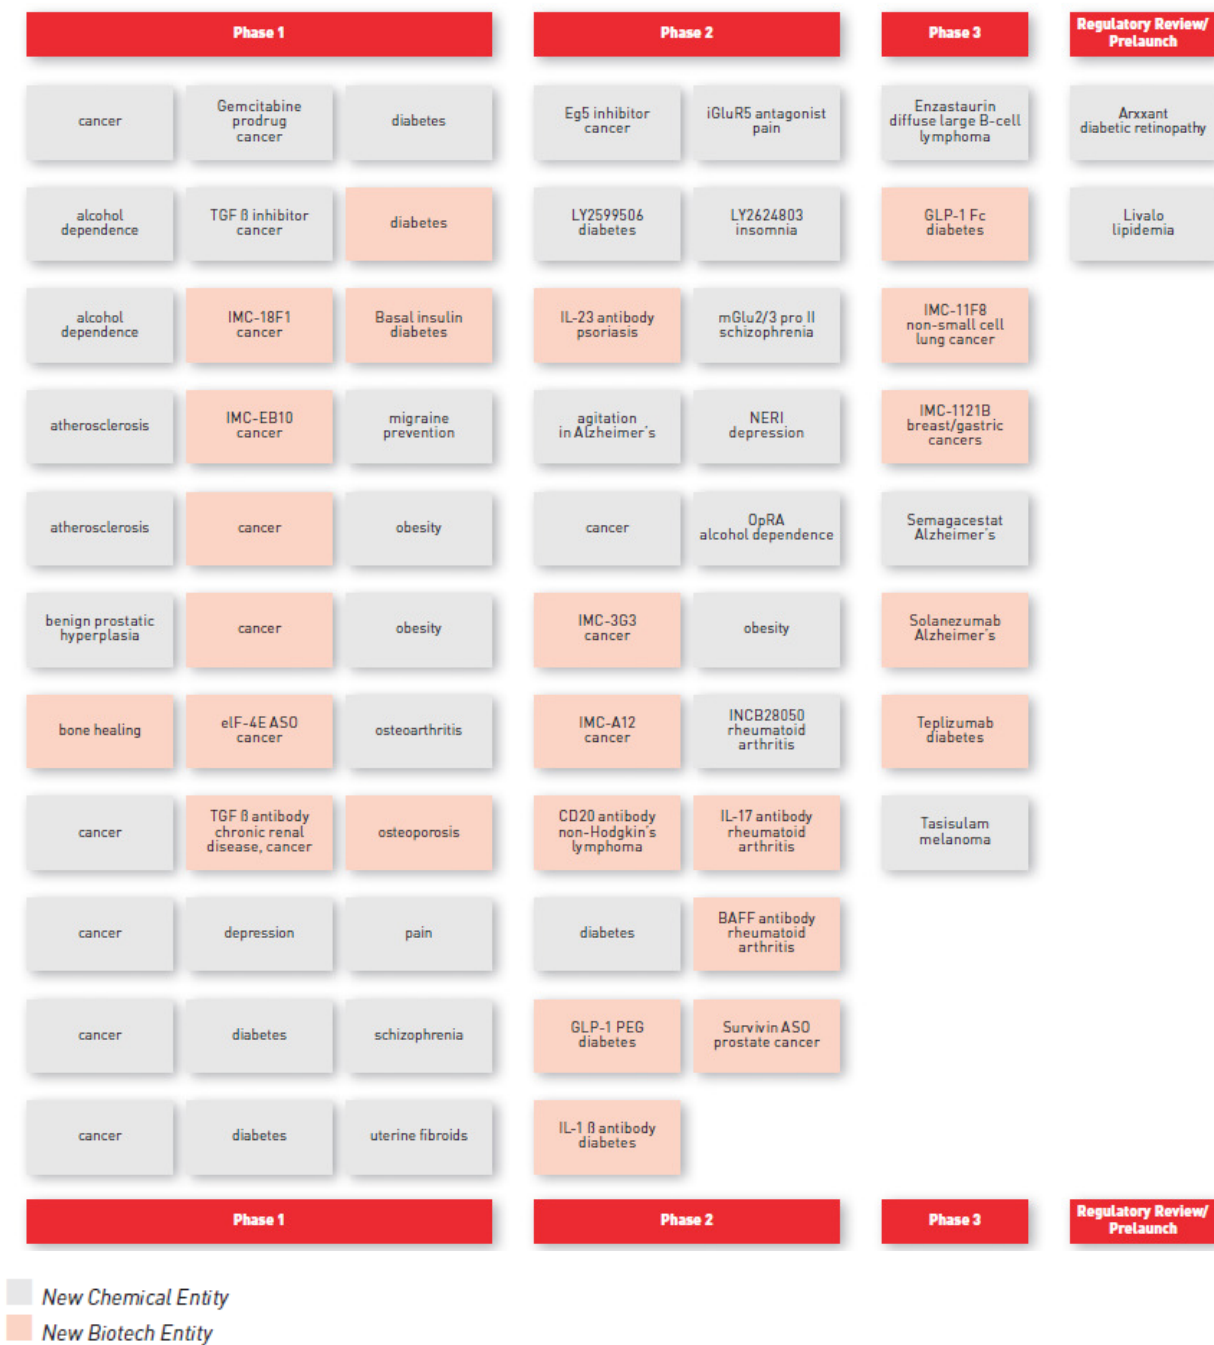 Phase 1
Phase 2
Phase 3
Regulatory Review/
Prelaunch
cancer
Gemcitabine
prodrug
cancer
diabetes
Eg5 inhibitor
cancer
iGluR5 antagonist
pain
Enzastaurin
diffuse large B-cell
lymphoma
Arxxant
diabetic retinopathy
alcohol
dependence
TGF ß inhibitor
cancer
diabetes
LY2599506
diabetes
LY2624803
insomnia
GLP-1 Fc
diabetes
Livalo
lipidemia
alcohol
dependence
IMC-18F1
cancer
Basal insulin
diabetes
IL-23 antibody
psoriasis
mGlu2/3 pro II
schizophrenia
IMC-11F8
non-small cell
lung cancer
atherosclerosis
IMC-EB10
cancer
migraine
prevention
agitation
in Alzheimer's
NERI
depression
IMC-1121B
breast/gastric
cancers
atherosclerosis
cancer
obesity
cancer
OpRA
alcohol dependence
Semagacestat
Alzheimer's
benign prostatic
hyperplasia
cancer
obesity
IMC-3G3
cancer
obesity
Solanezumab
Alzheimer's
bone healing
elF-4E ASO
cancer
osteoarthritis
IMC-A12
cancer
INCB28050
rheumatoid
arthritis
Teplizumab
diabetes
cancer
TGF ß antibody
chronic renal
disease, cancer
osteoporosis
CD20 antibody
non-Hodgkin's
lymphoma
IL-17 antibody
rheumatoid
arthritis
Tasisulam
melanoma
cancer
depression
pain
diabetes
BAFF antibody
rheumatoid
arthritis
cancer
diabetes
schizophrenia
GLP-1 PEG
diabetes
Survivin ASO
prostate cancer
cancer
diabetes
uterine fibroids
IL-1 ß antibody
diabetes
Phase 1
Phase 2
Phase 3
Regulatory Review/
Prelaunch
New Chemical Entity
New Biotech Entity